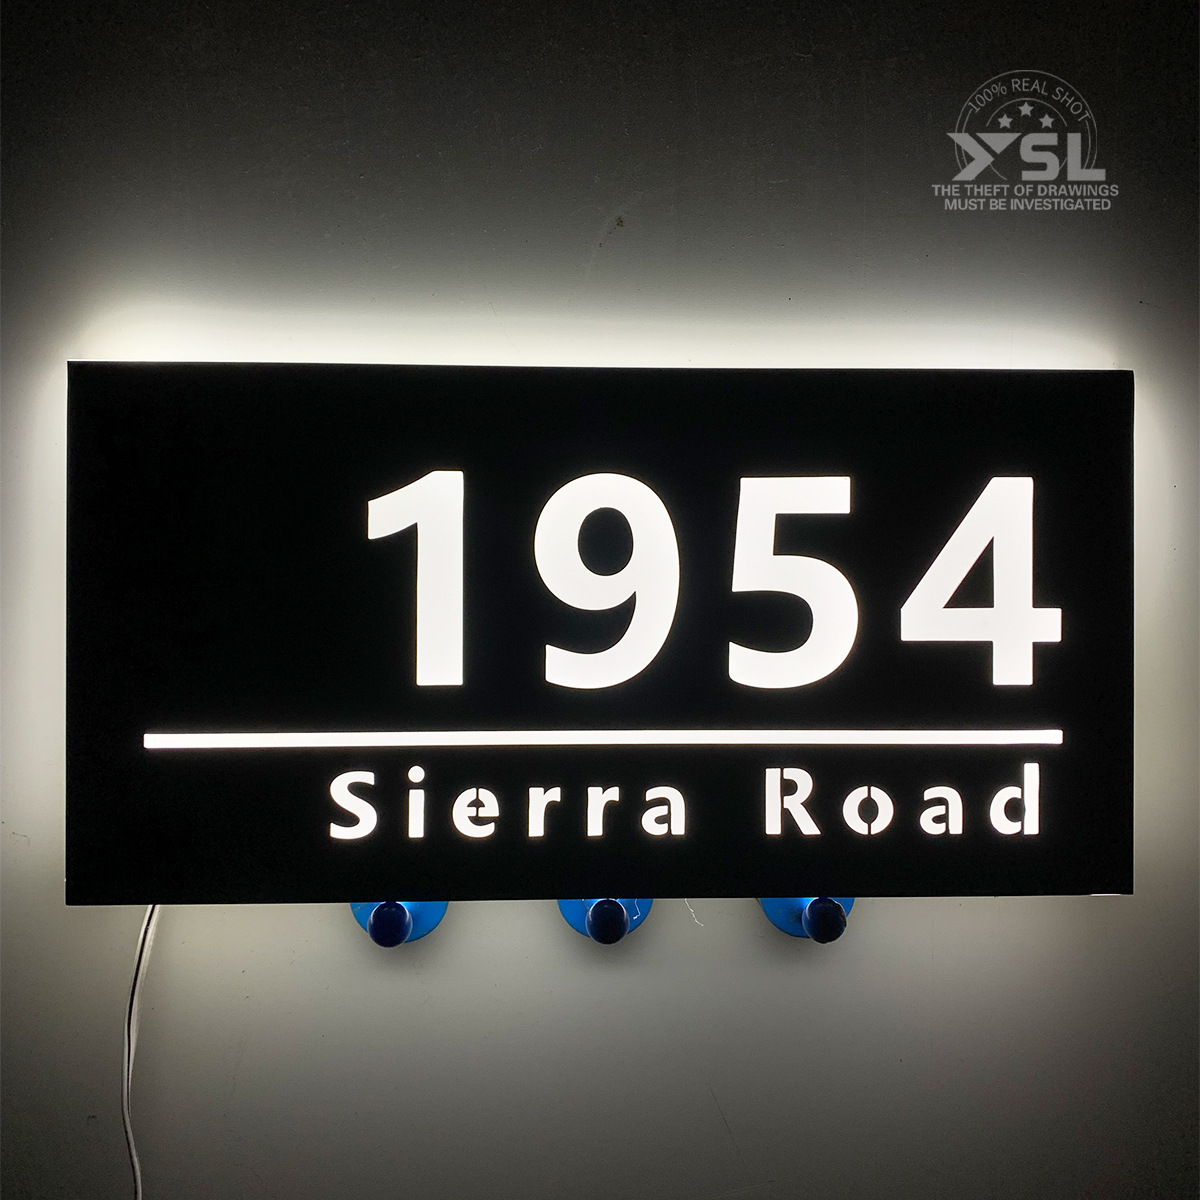 100% REAL SHOT
YSL
THE THEFT OF DRAWINGS
MUST BE INVESTIGATED
1954
Sierra Road